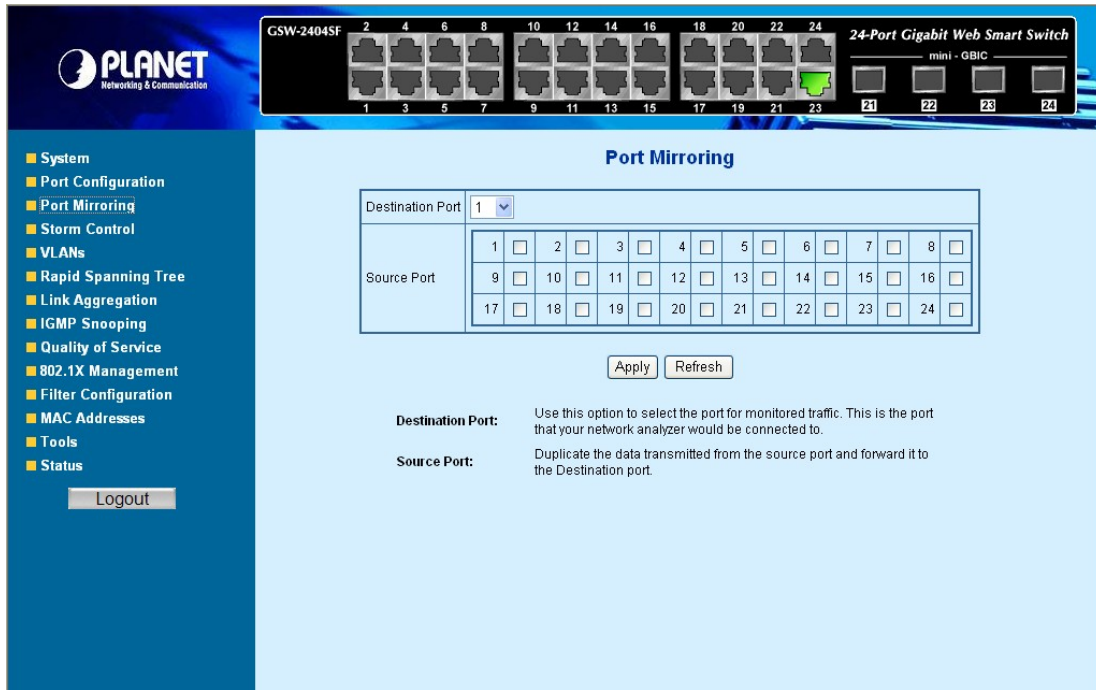 PLANET
Networking & Communication
GSW-2404SF
2 4 6 8 10 12 14 16 18 20 22 24
1 3 5 7 9 11 13 15 17 19 21 23
24-Port Gigabit Web Smart Switch
mini - GBIC
21 22 23 24
System
Port Configuration
Port Mirroring
Storm Control
VLANs
Rapid Spanning Tree
Link Aggregation
IGMP Snooping
Quality of Service
802.1X Management
Filter Configuration
MAC Addresses
Tools
Status
Logout
Port Mirroring
Destination Port 1
Source Port
1 2 3 4 5 6 7 8
9 10 11 12 13 14 15 16
17 18 19 20 21 22 23 24
Apply Refresh
Destination Port: Use this option to select the port for monitored traffic. This is the port
that your network analyzer would be connected to.
Source Port: Duplicate the data transmitted from the source port and forward it to
the Destination port.